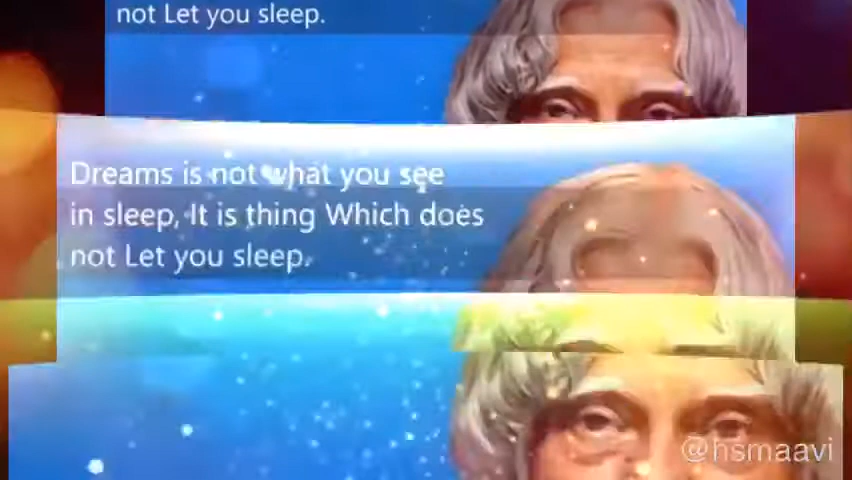 not Let you sleep.
Dreams is not what you see
in sleep, It is thing Which does
not Let you sleep.
@hsmaavi